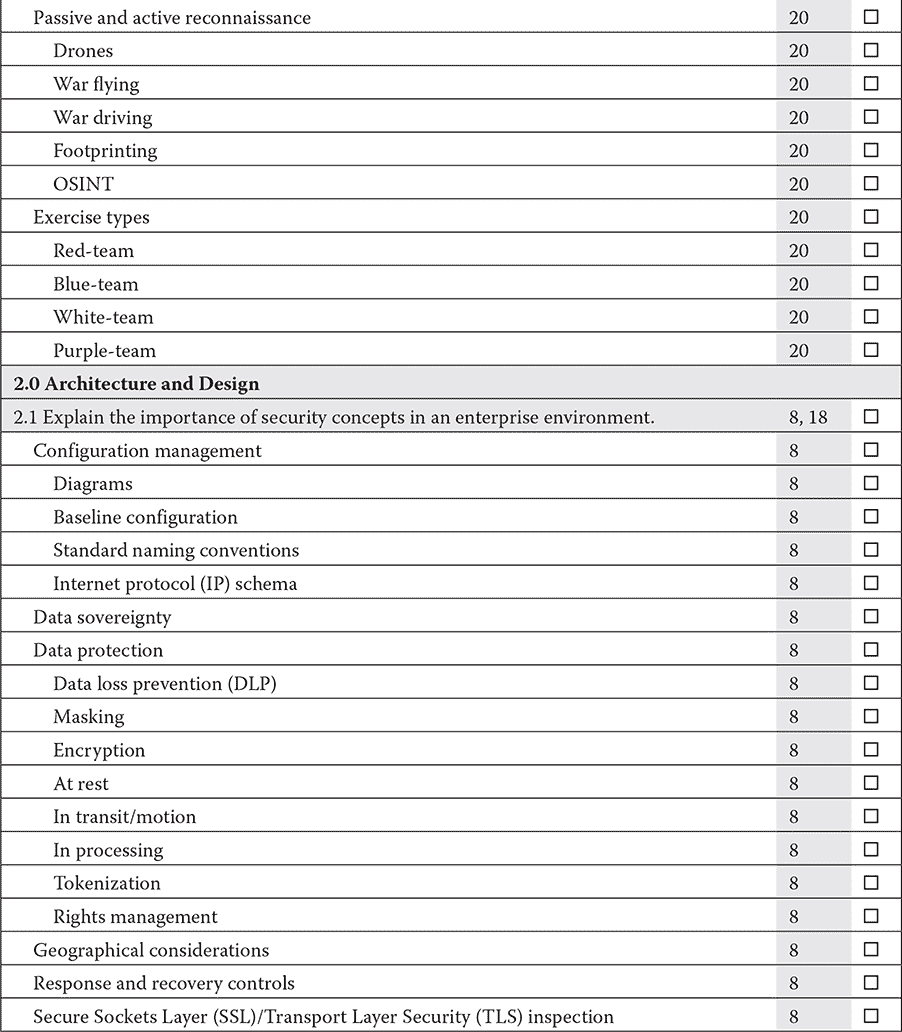 Passive and active reconnaissance 20 ☐
Drones 20 ☐
War flying 20 ☐
War driving 20 ☐
Footprinting 20 ☐
OSINT 20 ☐
Exercise types 20 ☐
Red-team 20 ☐
Blue-team 20 ☐
White-team 20 ☐
Purple-team 20 ☐
2.0 Architecture and Design
2.1 Explain the importance of security concepts in an enterprise environment. 8, 18 ☐
Configuration management 8 ☐
Diagrams 8 ☐
Baseline configuration 8 ☐
Standard naming conventions 8 ☐
Internet protocol (IP) schema 8 ☐
Data sovereignty 8 ☐
Data protection 8 ☐
Data loss prevention (DLP) 8 ☐
Masking 8 ☐
Encryption 8 ☐
At rest 8 ☐
In transit/motion 8 ☐
In processing 8 ☐
Tokenization 8 ☐
Rights management 8 ☐
Geographical considerations 8 ☐
Response and recovery controls 8 ☐
Secure Sockets Layer (SSL)/Transport Layer Security (TLS) inspection 8 ☐